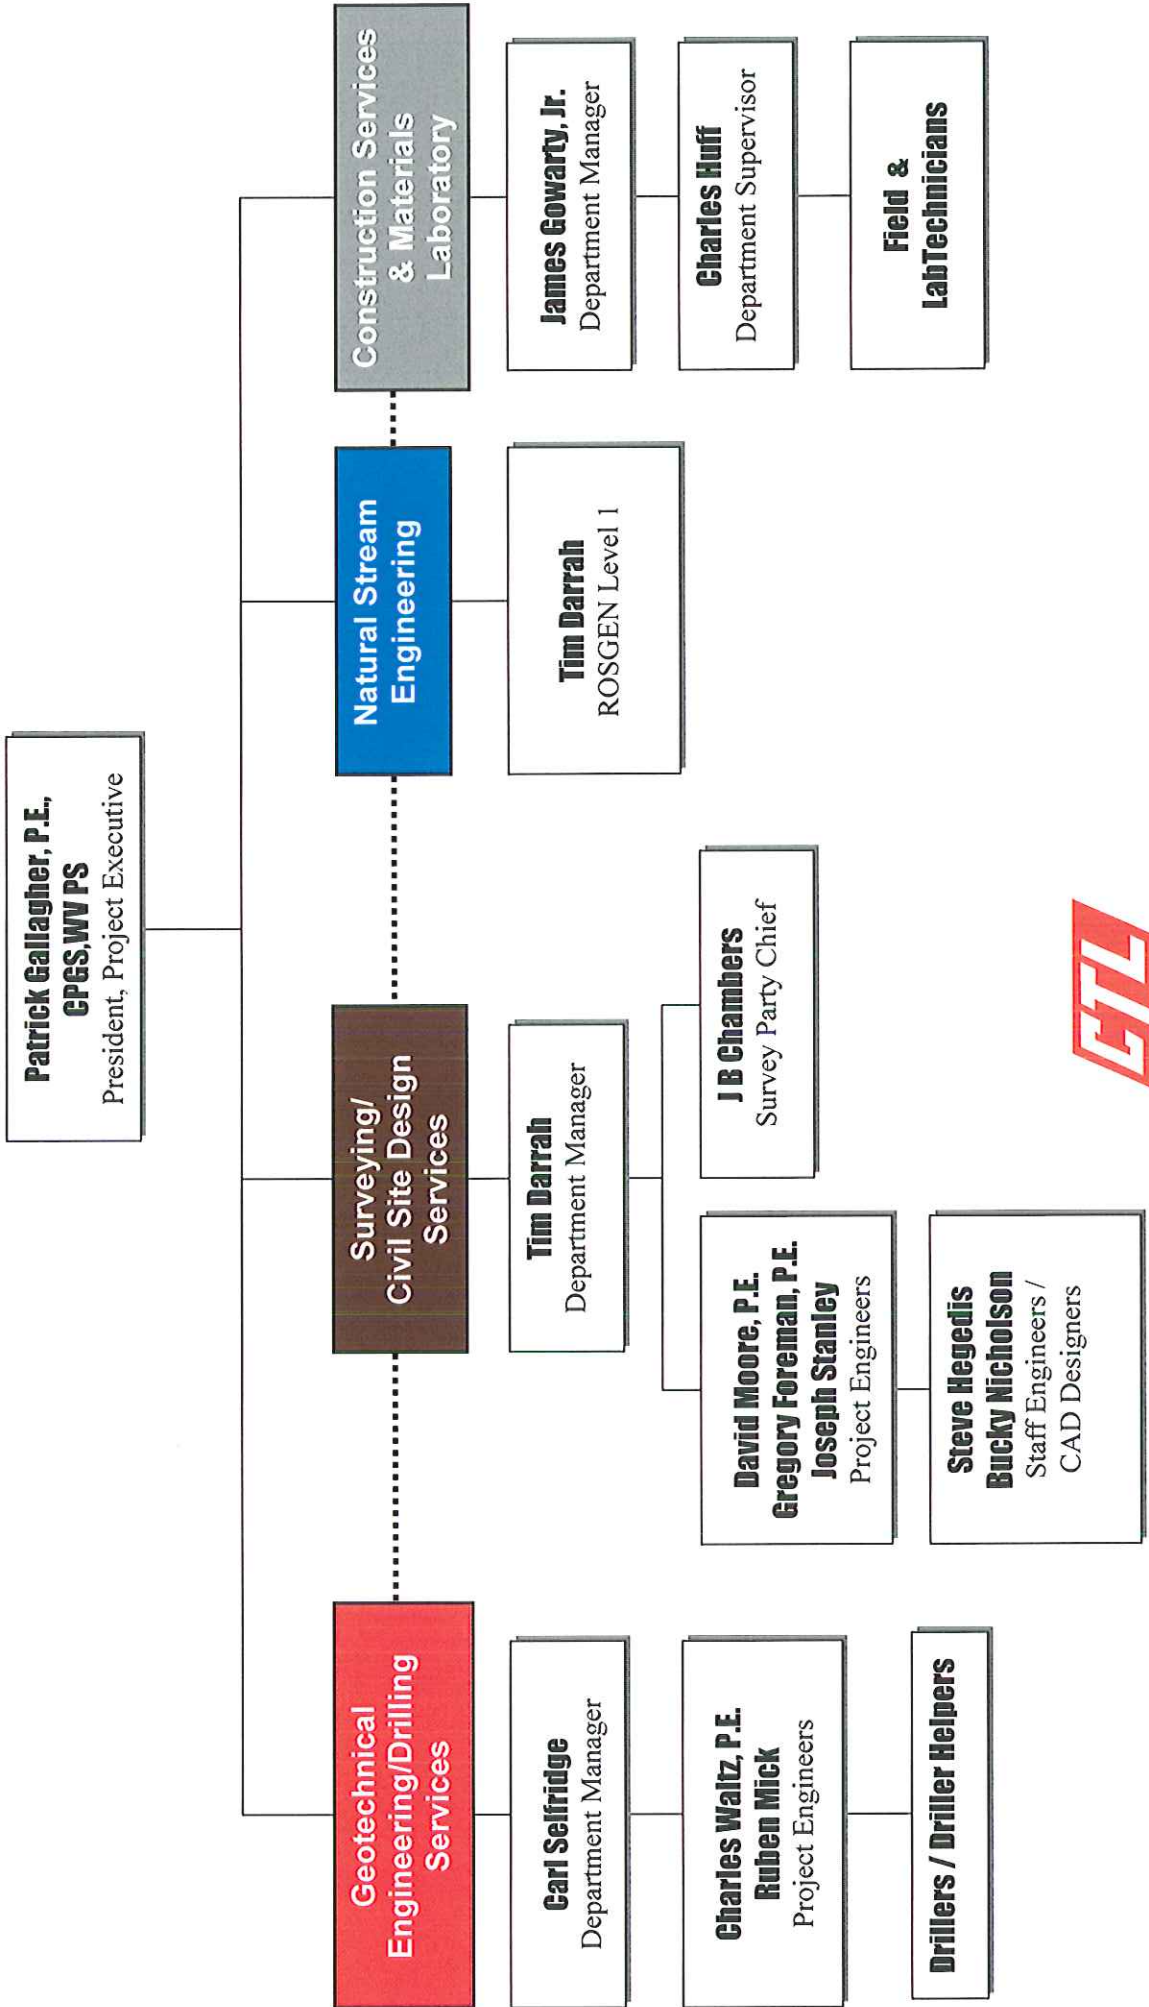 Patrick Gallagher, P.E.,
CPGS,WV PS
President, Project Executive
Geotechnical
Engineering/Drilling
Services
Surveying/
Civil Site Design
Services
Natural Stream
Engineering
Construction Services
& Materials
Laboratory
Carl Selfridge
Department Manager
Charles Waltz, P.E.
Ruben Mick
Project Engineers
Drillers / Driller Helpers
Tim Darrah
Department Manager
David Moore, P.E.
Gregory Foreman, P.E.
Joseph Stanley
Project Engineers
Steve Hegedis
Bucky Nicholson
Staff Engineers /
CAD Designers
J B Chambers
Survey Party Chief
Tim Darrah
ROSGEN Level 1
James Gowarty, Jr.
Department Manager
Charles Huff
Department Supervisor
Field &
LabTechnicians
CTL